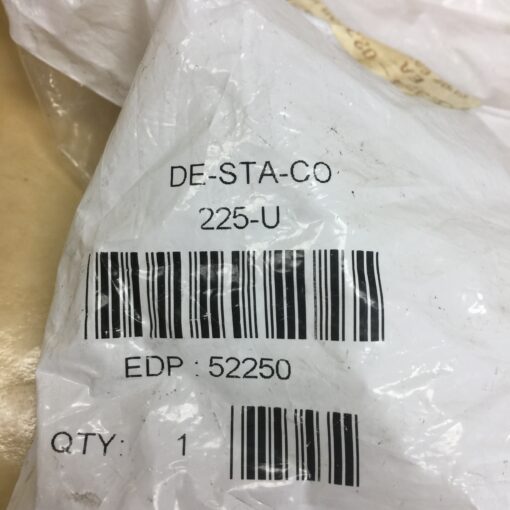 DE-STA-CO
225-U
EDP : 52250
QTY: 1